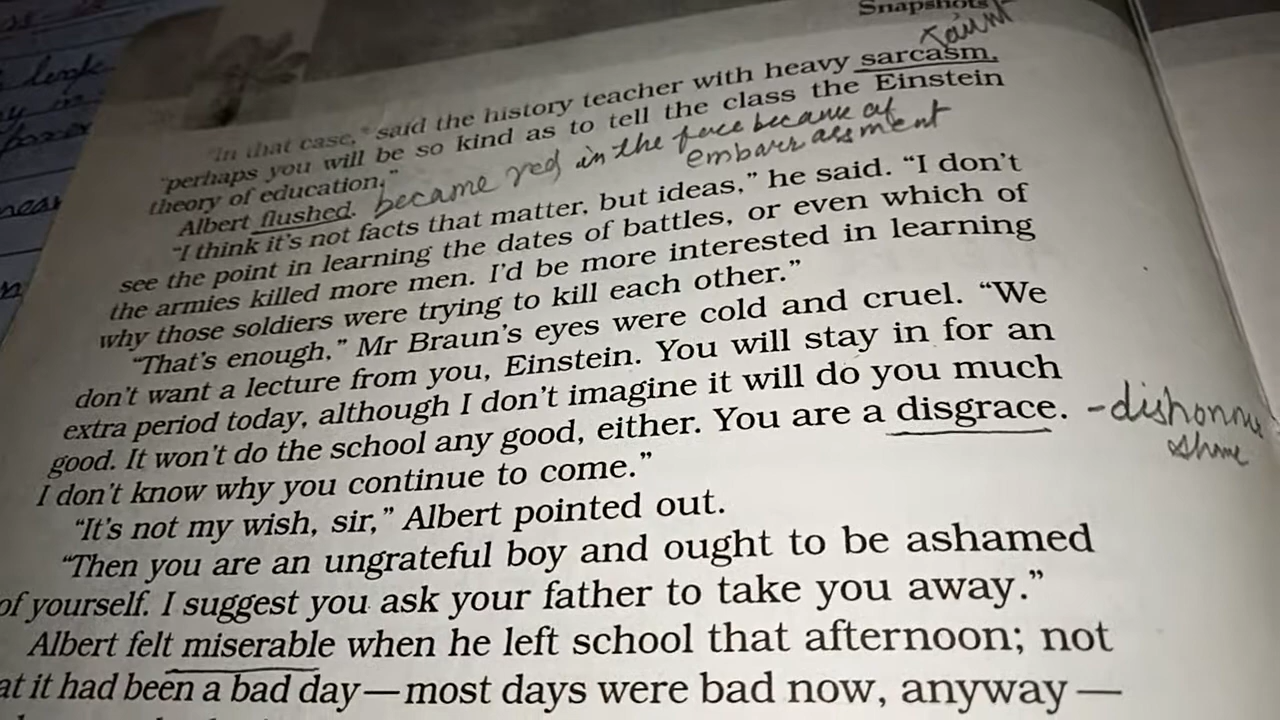 Snapshots
Taunt
"In that case," said the history teacher with heavy sarcasm,
"perhaps you will be so kind as to tell the class the Einstein
theory of education."
Albert flushed.
became red in the face because of
embarrassment
"I think it's not facts that matter, but ideas," he said. "I don't
see the point in learning the dates of battles, or even which of
the armies killed more men. I'd be more interested in learning
why those soldiers were trying to kill each other."
"That's enough," Mr Braun's eyes were cold and cruel. "We
don't want a lecture from you, Einstein. You will stay in for an
extra period today, although I don't imagine it will do you much
good. It won't do the school any good, either. You are a disgrace.
I don't know why you continue to come."
"It's not my wish, sir," Albert pointed out.
"Then you are an ungrateful boy and ought to be ashamed
of yourself. I suggest you ask your father to take you away."
Albert felt miserable when he left school that afternoon; not
at it had been a bad day—most days were bad now, anyway—